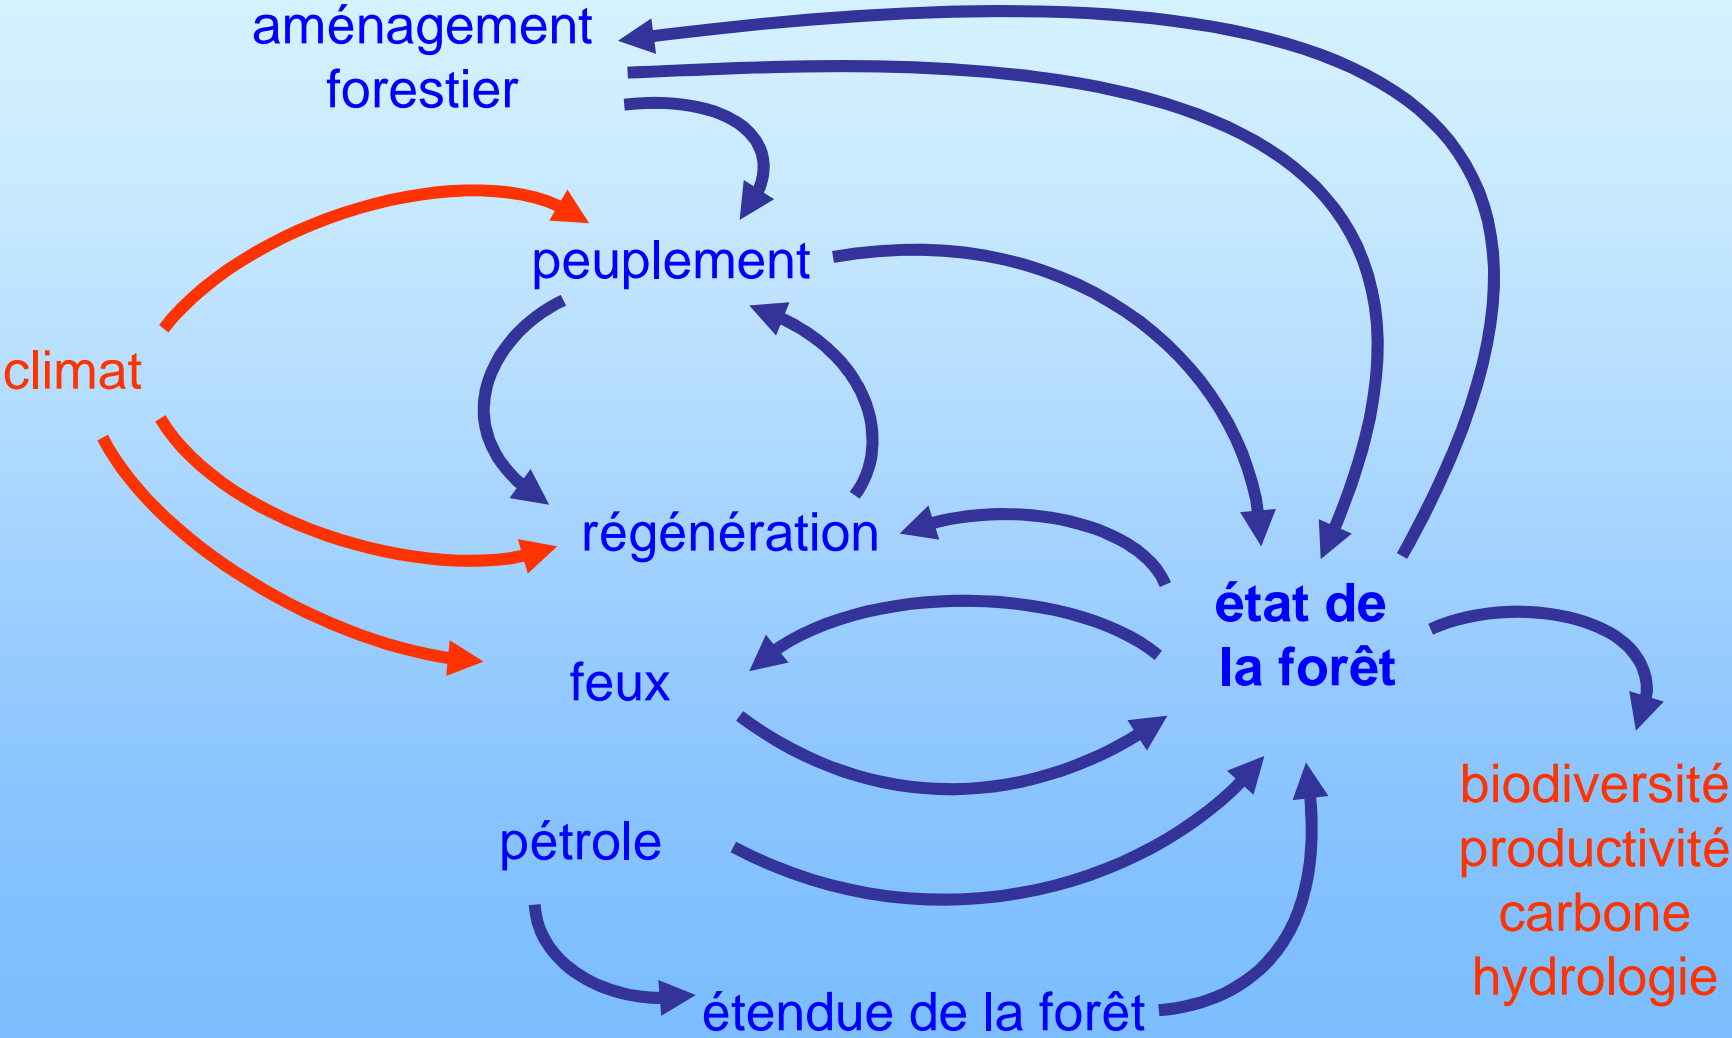 aménagement
forestier
peuplement
climat
régénération
état de
la forêt
feux
pétrole
étendue de la forêt
biodiversité
productivité
carbone
hydrologie